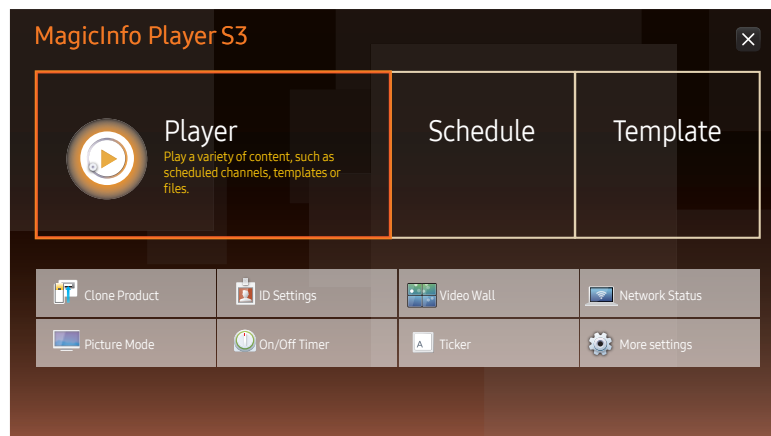 MagicInfo Player S3
Player
Play a variety of content, such as
scheduled channels, templates or
files.
Schedule
Template
Clone Product
ID Settings
Video Wall
Network Status
Picture Mode
On/Off Timer
A
Ticker
More settings